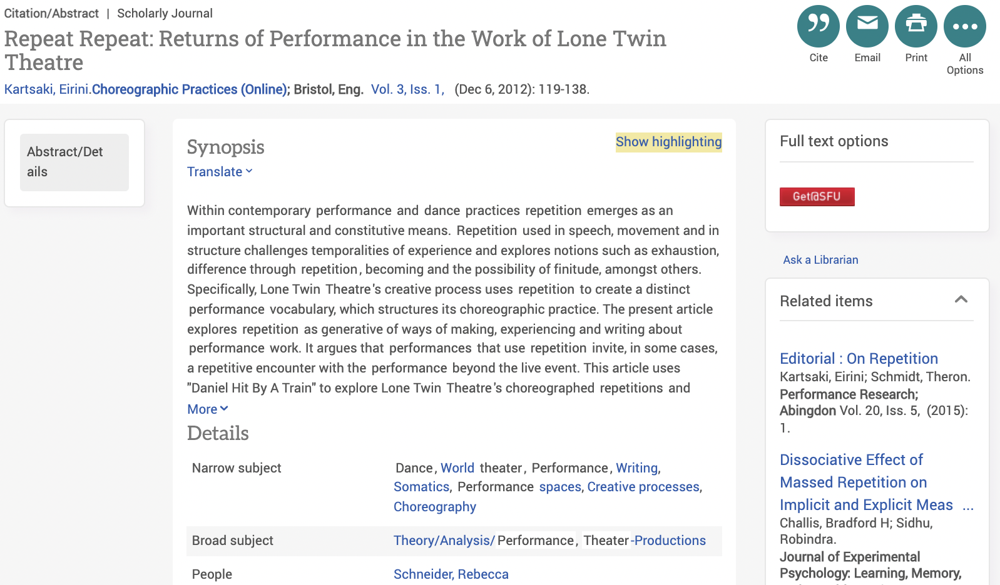 Citation/Abstract | Scholarly Journal
Repeat Repeat: Returns of Performance in the Work of Lone Twin
Theatre
Kartsaki, Eirini.Choreographic Practices (Online); Bristol, Eng. Vol. 3, Iss. 1, (Dec 6, 2012): 119-138.
Cite
Email
Print
All
Options
Abstract/Det
ails
Synopsis
Show highlighting
Translate
Within contemporary performance and dance practices repetition emerges as an
important structural and constitutive means. Repetition used in speech, movement and in
structure challenges temporalities of experience and explores notions such as exhaustion,
difference through repetition, becoming and the possibility of finitude, amongst others.
Specifically, Lone Twin Theatre's creative process uses repetition to create a distinct
performance vocabulary, which structures its choreographic practice. The present article
explores repetition as generative of ways of making, experiencing and writing about
performance work. It argues that performances that use repetition invite, in some cases,
a repetitive encounter with the performance beyond the live event. This article uses
"Daniel Hit By A Train" to explore Lone Twin Theatre's choreographed repetitions and
More
Details
Narrow subject
Dance, World theater, Performance, Writing,
Somatics, Performance spaces, Creative processes,
Choreography
Broad subject
Theory/Analysis/Performance, Theater-Productions
People
Schneider, Rebecca
Full text options
Get@SFU
Ask a Librarian
Related items
Editorial : On Repetition
Kartsaki, Eirini; Schmidt, Theron.
Performance Research;
Abingdon Vol. 20, Iss. 5, (2015):
1.
Dissociative Effect of
Massed Repetition on
Implicit and Explicit Meas ...
Challis, Bradford H; Sidhu,
Robindra.
Journal of Experimental
Psychology: Learning, Memory,